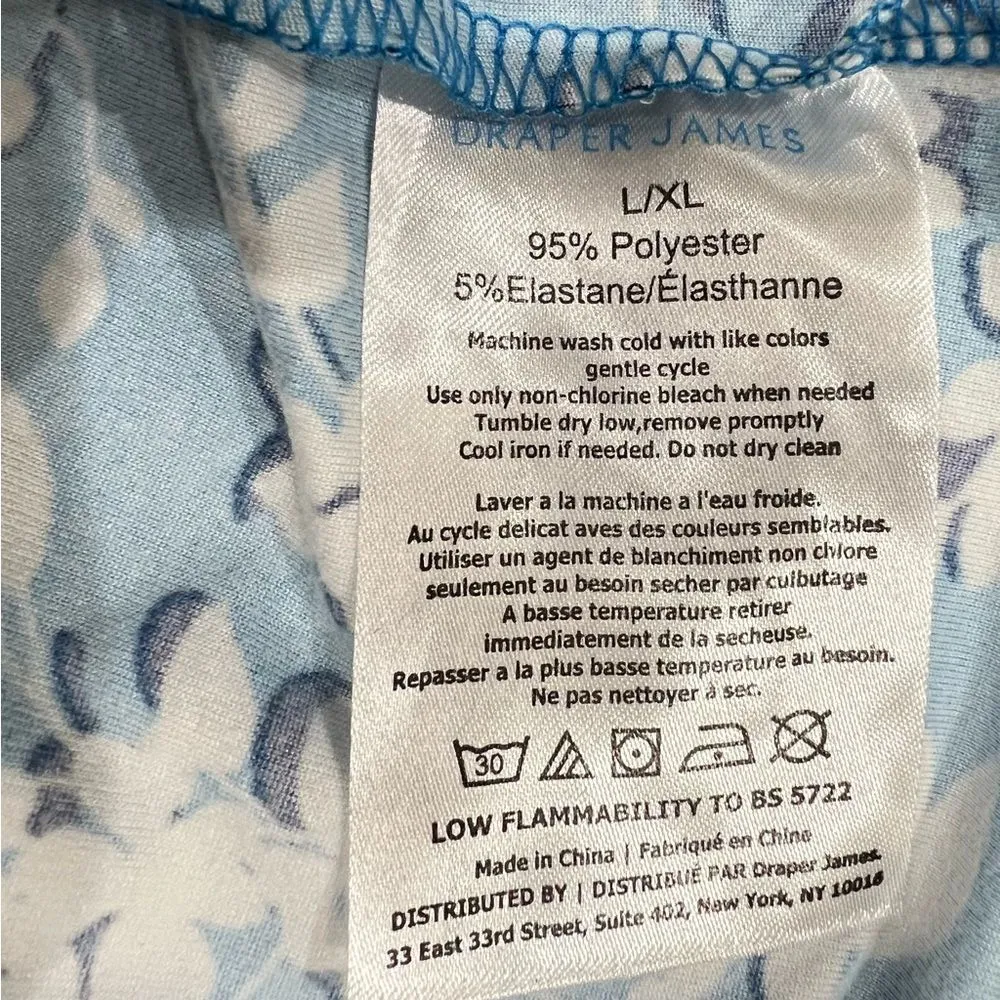 DRAPER JAMES
L/XL
95% Polyester
5%Elastane/Élasthanne
Machine wash cold with like colors
gentle cycle
Use only non-chlorine bleach when needed
Tumble dry low,remove promptly
Cool iron if needed. Do not dry clean
Laver a la machine a l'eau froide.
Au cycle delicat aves des couleurs semblables.
Utiliser un agent de blanchiment non chlore
seulement au besoin secher par culbutage
A basse temperature retirer
immediatement de la secheuse.
Repasser a la plus basse temperature au besoin.
Ne pas nettoyer a sec.
30
LOW FLAMMABILITY TO BS 5722
Made in China | Fabriqué en Chine
DISTRIBUTED BY | DISTRIBUÉ PAR Draper James.
33 East 33rd Street, Suite 402, New York, NY 10016